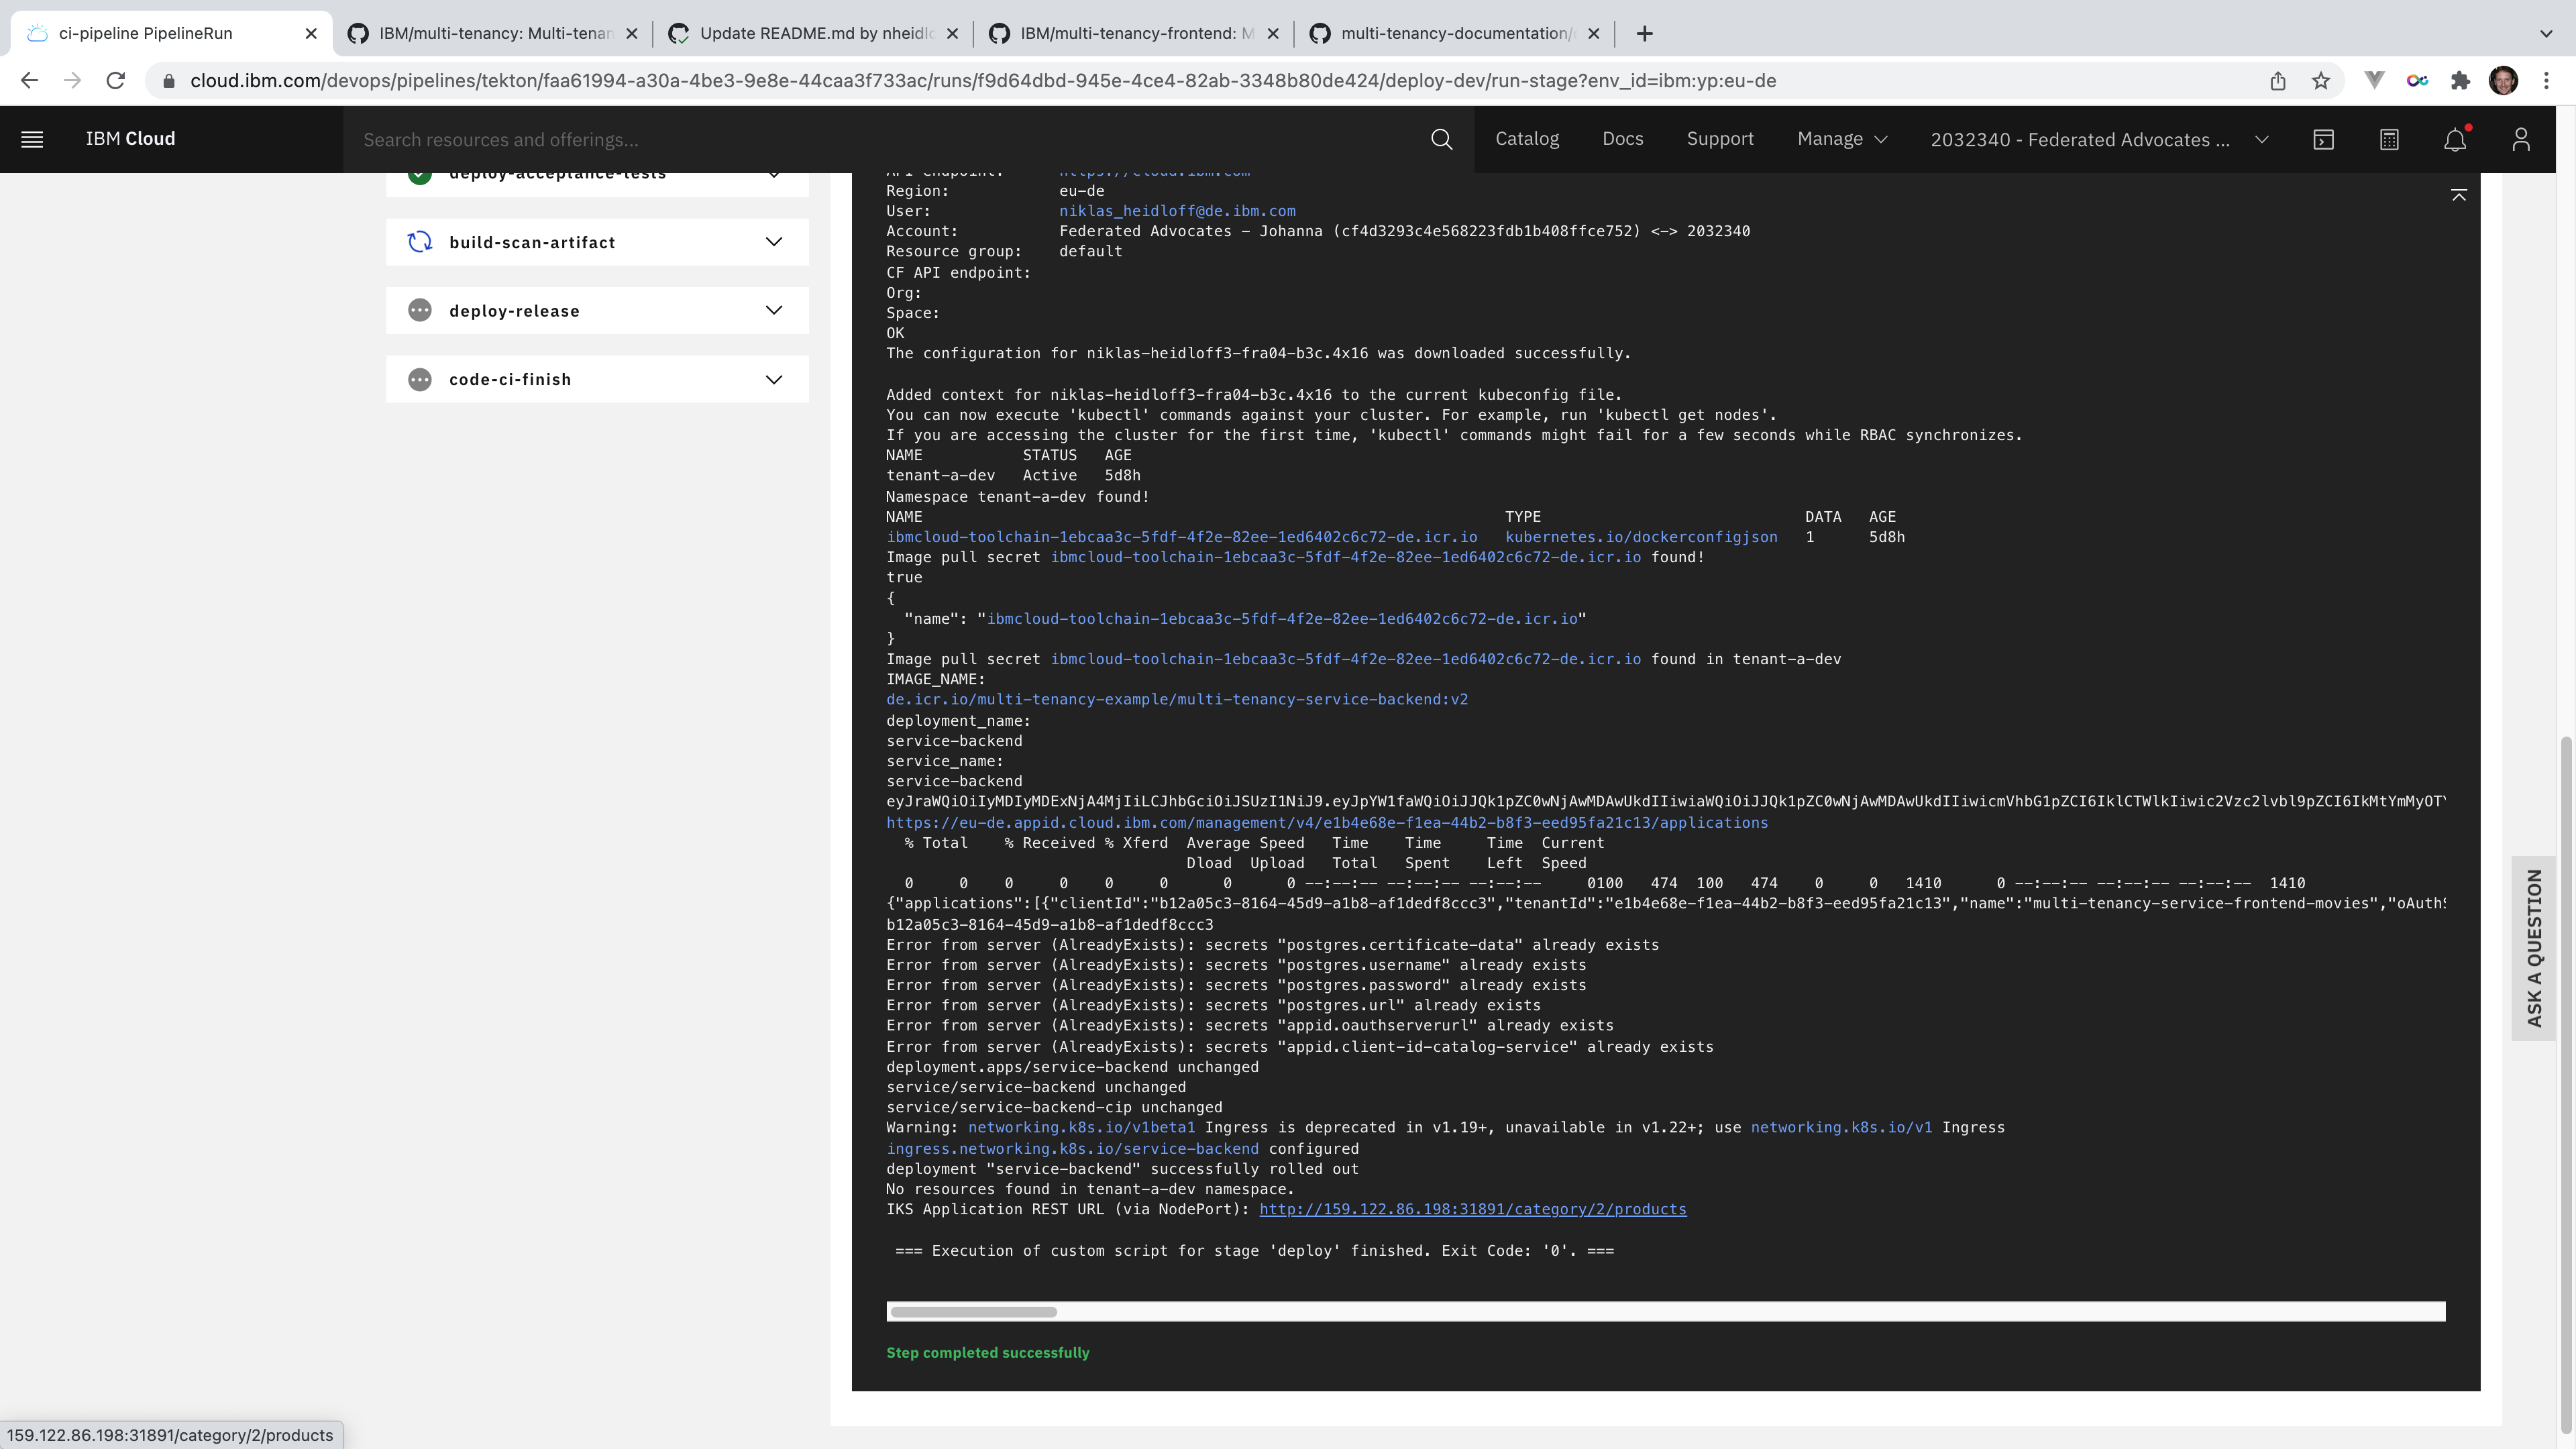 ci-pipeline PipelineRun
IBM/multi-tenancy: Multi-tenan
Update README.md by nheidlo
IBM/multi-tenancy-frontend: M
multi-tenancy-documentation/
cloud.ibm.com/devops/pipelines/tekton/faa61994-a30a-4be3-9e8e-44caa3f733ac/runs/f9d64dbd-945e-4ce4-82ab-3348b80de424/deploy-dev/run-stage?env_id=ibm:yp:eu-de
IBM Cloud
Search resources and offerings...
Catalog
Docs
Support
Manage
2032340 - Federated Advocates ...
deploy-acceptance-tests
build-scan-artifact
deploy-release
code-ci-finish
API endpoint: https://cloud.ibm.com
Region: eu-de
User: niklas_heidloff@de.ibm.com
Account: Federated Advocates - Johanna (cf4d3293c4e568223fdb1b408ffce752) <-> 2032340
Resource group: default
CF API endpoint:
Org:
Space:
OK
The configuration for niklas-heidloff3-fra04-b3c.4x16 was downloaded successfully.
Added context for niklas-heidloff3-fra04-b3c.4x16 to the current kubeconfig file.
You can now execute 'kubectl' commands against your cluster. For example, run 'kubectl get nodes'.
If you are accessing the cluster for the first time, 'kubectl' commands might fail for a few seconds while RBAC synchronizes.
NAME STATUS AGE
tenant-a-dev Active 5d8h
Namespace tenant-a-dev found!
NAME TYPE DATA AGE
ibmcloud-toolchain-1ebcaa3c-5fdf-4f2e-82ee-1ed6402c6c72-de.icr.io kubernetes.io/dockerconfigjson 1 5d8h
Image pull secret ibmcloud-toolchain-1ebcaa3c-5fdf-4f2e-82ee-1ed6402c6c72-de.icr.io found!
true
{
"name": "ibmcloud-toolchain-1ebcaa3c-5fdf-4f2e-82ee-1ed6402c6c72-de.icr.io"
}
Image pull secret ibmcloud-toolchain-1ebcaa3c-5fdf-4f2e-82ee-1ed6402c6c72-de.icr.io found in tenant-a-dev
IMAGE_NAME:
de.icr.io/multi-tenancy-example/multi-tenancy-service-backend:v2
deployment_name:
service-backend
service_name:
service-backend
eyJraWQiOiIyMDIyMDExNjA4MjIiLCJhbGciOiJSUzI1NiJ9.eyJpYW1faWQiOiJJQk1pZC0wNjAwMDAwUkdIIiwiaWQiOiJJQk1pZC0wNjAwMDAwUkdIIiwicmVhbG1pZCI6IklCTWlkIiwic2Vzc2lvbl9pZCI6IkMtYmMyOTY
https://eu-de.appid.cloud.ibm.com/management/v4/e1b4e68e-f1ea-44b2-b8f3-eed95fa21c13/applications
% Total % Received % Xferd Average Speed Time Time Time Current
Dload Upload Total Spent Left Speed
0 0 0 0 0 0 0 0 --:--:-- --:--:-- --:--:-- 0100 474 100 474 0 0 1410 0 --:--:-- --:--:-- --:--:-- 1410
{"applications":[{"clientId":"b12a05c3-8164-45d9-a1b8-af1dedf8ccc3","tenantId":"e1b4e68e-f1ea-44b2-b8f3-eed95fa21c13","name":"multi-tenancy-service-frontend-movies","oAuthS
b12a05c3-8164-45d9-a1b8-af1dedf8ccc3
Error from server (AlreadyExists): secrets "postgres.certificate-data" already exists
Error from server (AlreadyExists): secrets "postgres.username" already exists
Error from server (AlreadyExists): secrets "postgres.password" already exists
Error from server (AlreadyExists): secrets "postgres.url" already exists
Error from server (AlreadyExists): secrets "appid.oauthserverurl" already exists
Error from server (AlreadyExists): secrets "appid.client-id-catalog-service" already exists
deployment.apps/service-backend unchanged
service/service-backend unchanged
service/service-backend-cip unchanged
Warning: networking.k8s.io/v1beta1 Ingress is deprecated in v1.19+, unavailable in v1.22+; use networking.k8s.io/v1 Ingress
ingress.networking.k8s.io/service-backend configured
deployment "service-backend" successfully rolled out
No resources found in tenant-a-dev namespace.
IKS Application REST URL (via NodePort): http://159.122.86.198:31891/category/2/products
=== Execution of custom script for stage 'deploy' finished. Exit Code: '0'. ===
Step completed successfully
ASK A QUESTION
159.122.86.198:31891/category/2/products